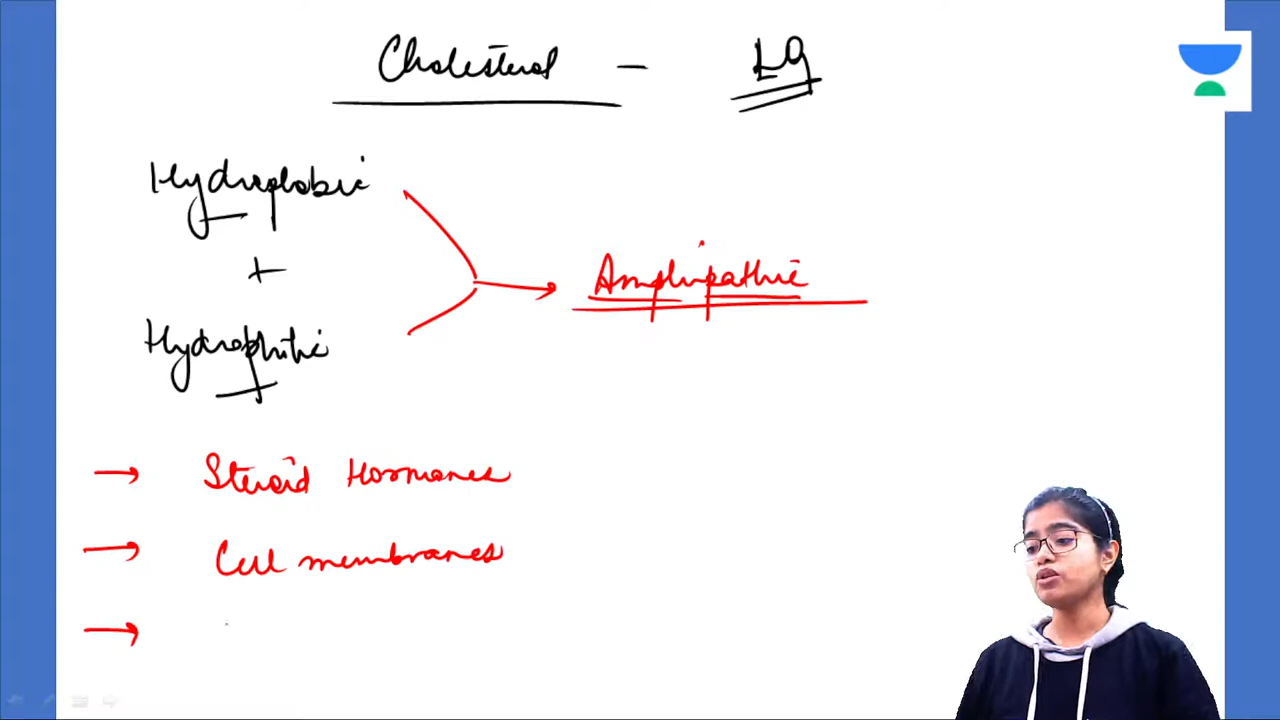 Cholesterol - LQ
Hydrophobic
+
Hydrophilic
Amphipathic
→ Steroid Hormones
→ Cell membranes
→